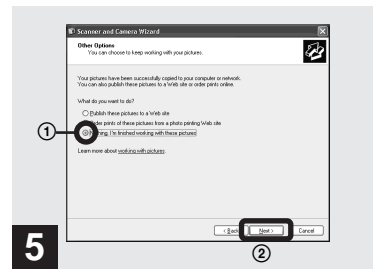 Scanner and Camera Wizard
Other Options
You can choose to keep working with your pictures.
Your pictures have been successfully copied to your computer or network.
You can also publish these pictures to a Web site or order prints online.
What do you want to do?
Publish these pictures to a Web site
Order prints of these pictures from a photo printing Web site
① Nothing. I'm finished working with these pictures
Learn more about working with pictures.
< Back Next > Cancel
5 ②